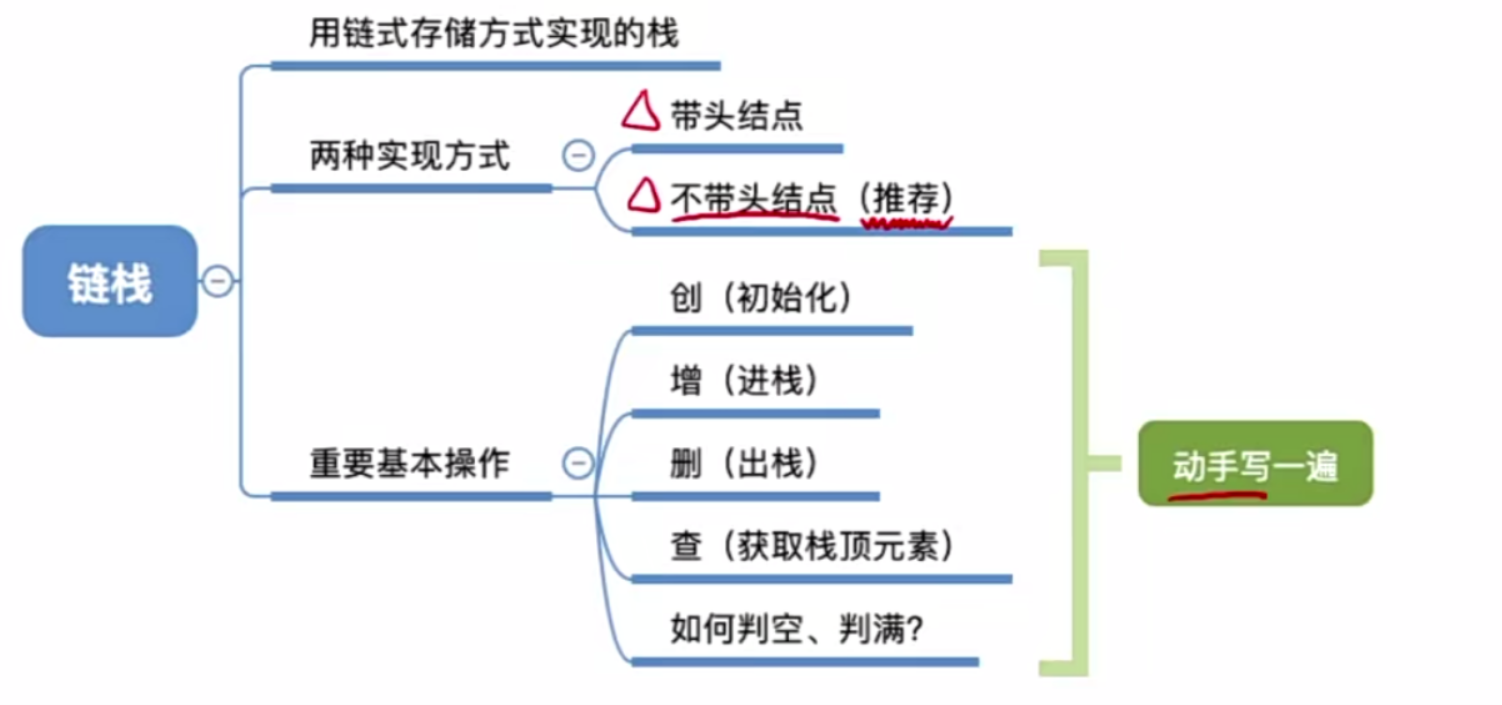 用链式存储方式实现的栈
带头结点
两种实现方式
不带头结点（推荐）
链栈
创（初始化）
增（进栈）
重要基本操作
删（出栈）
动手写一遍
查（获取栈顶元素）
如何判空、判满?